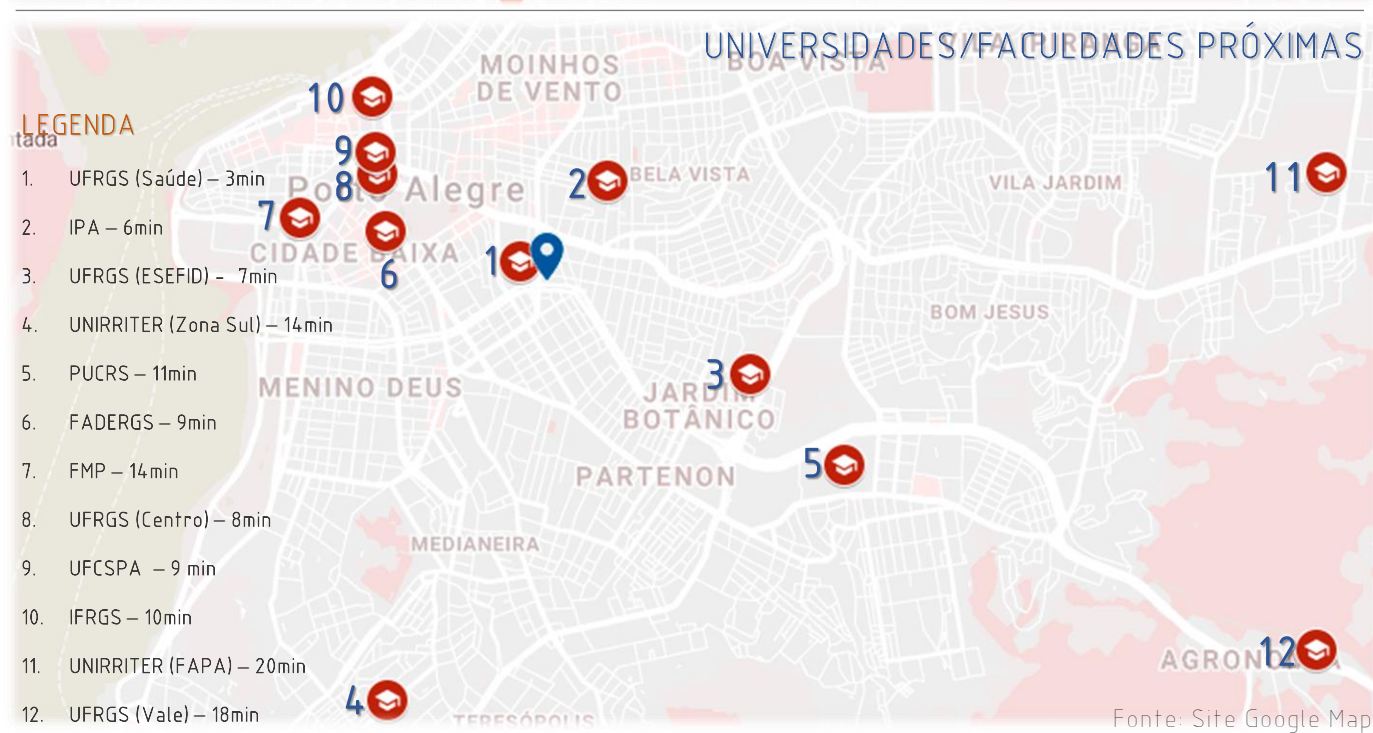 UNIVERSIDADES/FACULDADES PRÓXIMAS
MOINHOS
DE VENTO
BOA VISTA
10
LEGENDA
tada
9
1. UFRGS (Saúde) – 3min
8
Porto Alegre
2
BELA VISTA
VILA JARDIM
11
7
2. IPA – 6min
CIDADE BAIXA
1
6
3. UFRGS (ESEFID) - 7min
4. UNIRRITER (Zona Sul) – 14min
BOM JESUS
5. PUCRS – 11min
MENINO DEUS
3
JARDIM
BOTÂNICO
6. FADERGS – 9min
5
7. FMP – 14min
PARTENON
8. UFRGS (Centro) – 8min
MEDIANEIRA
9. UFCSPA – 9 min
10. IFRGS – 10min
11. UNIRRITER (FAPA) – 20min
12
4
12. UFRGS (Vale) – 18min
TERESÓPOLIS
Fonte: Site Google Map